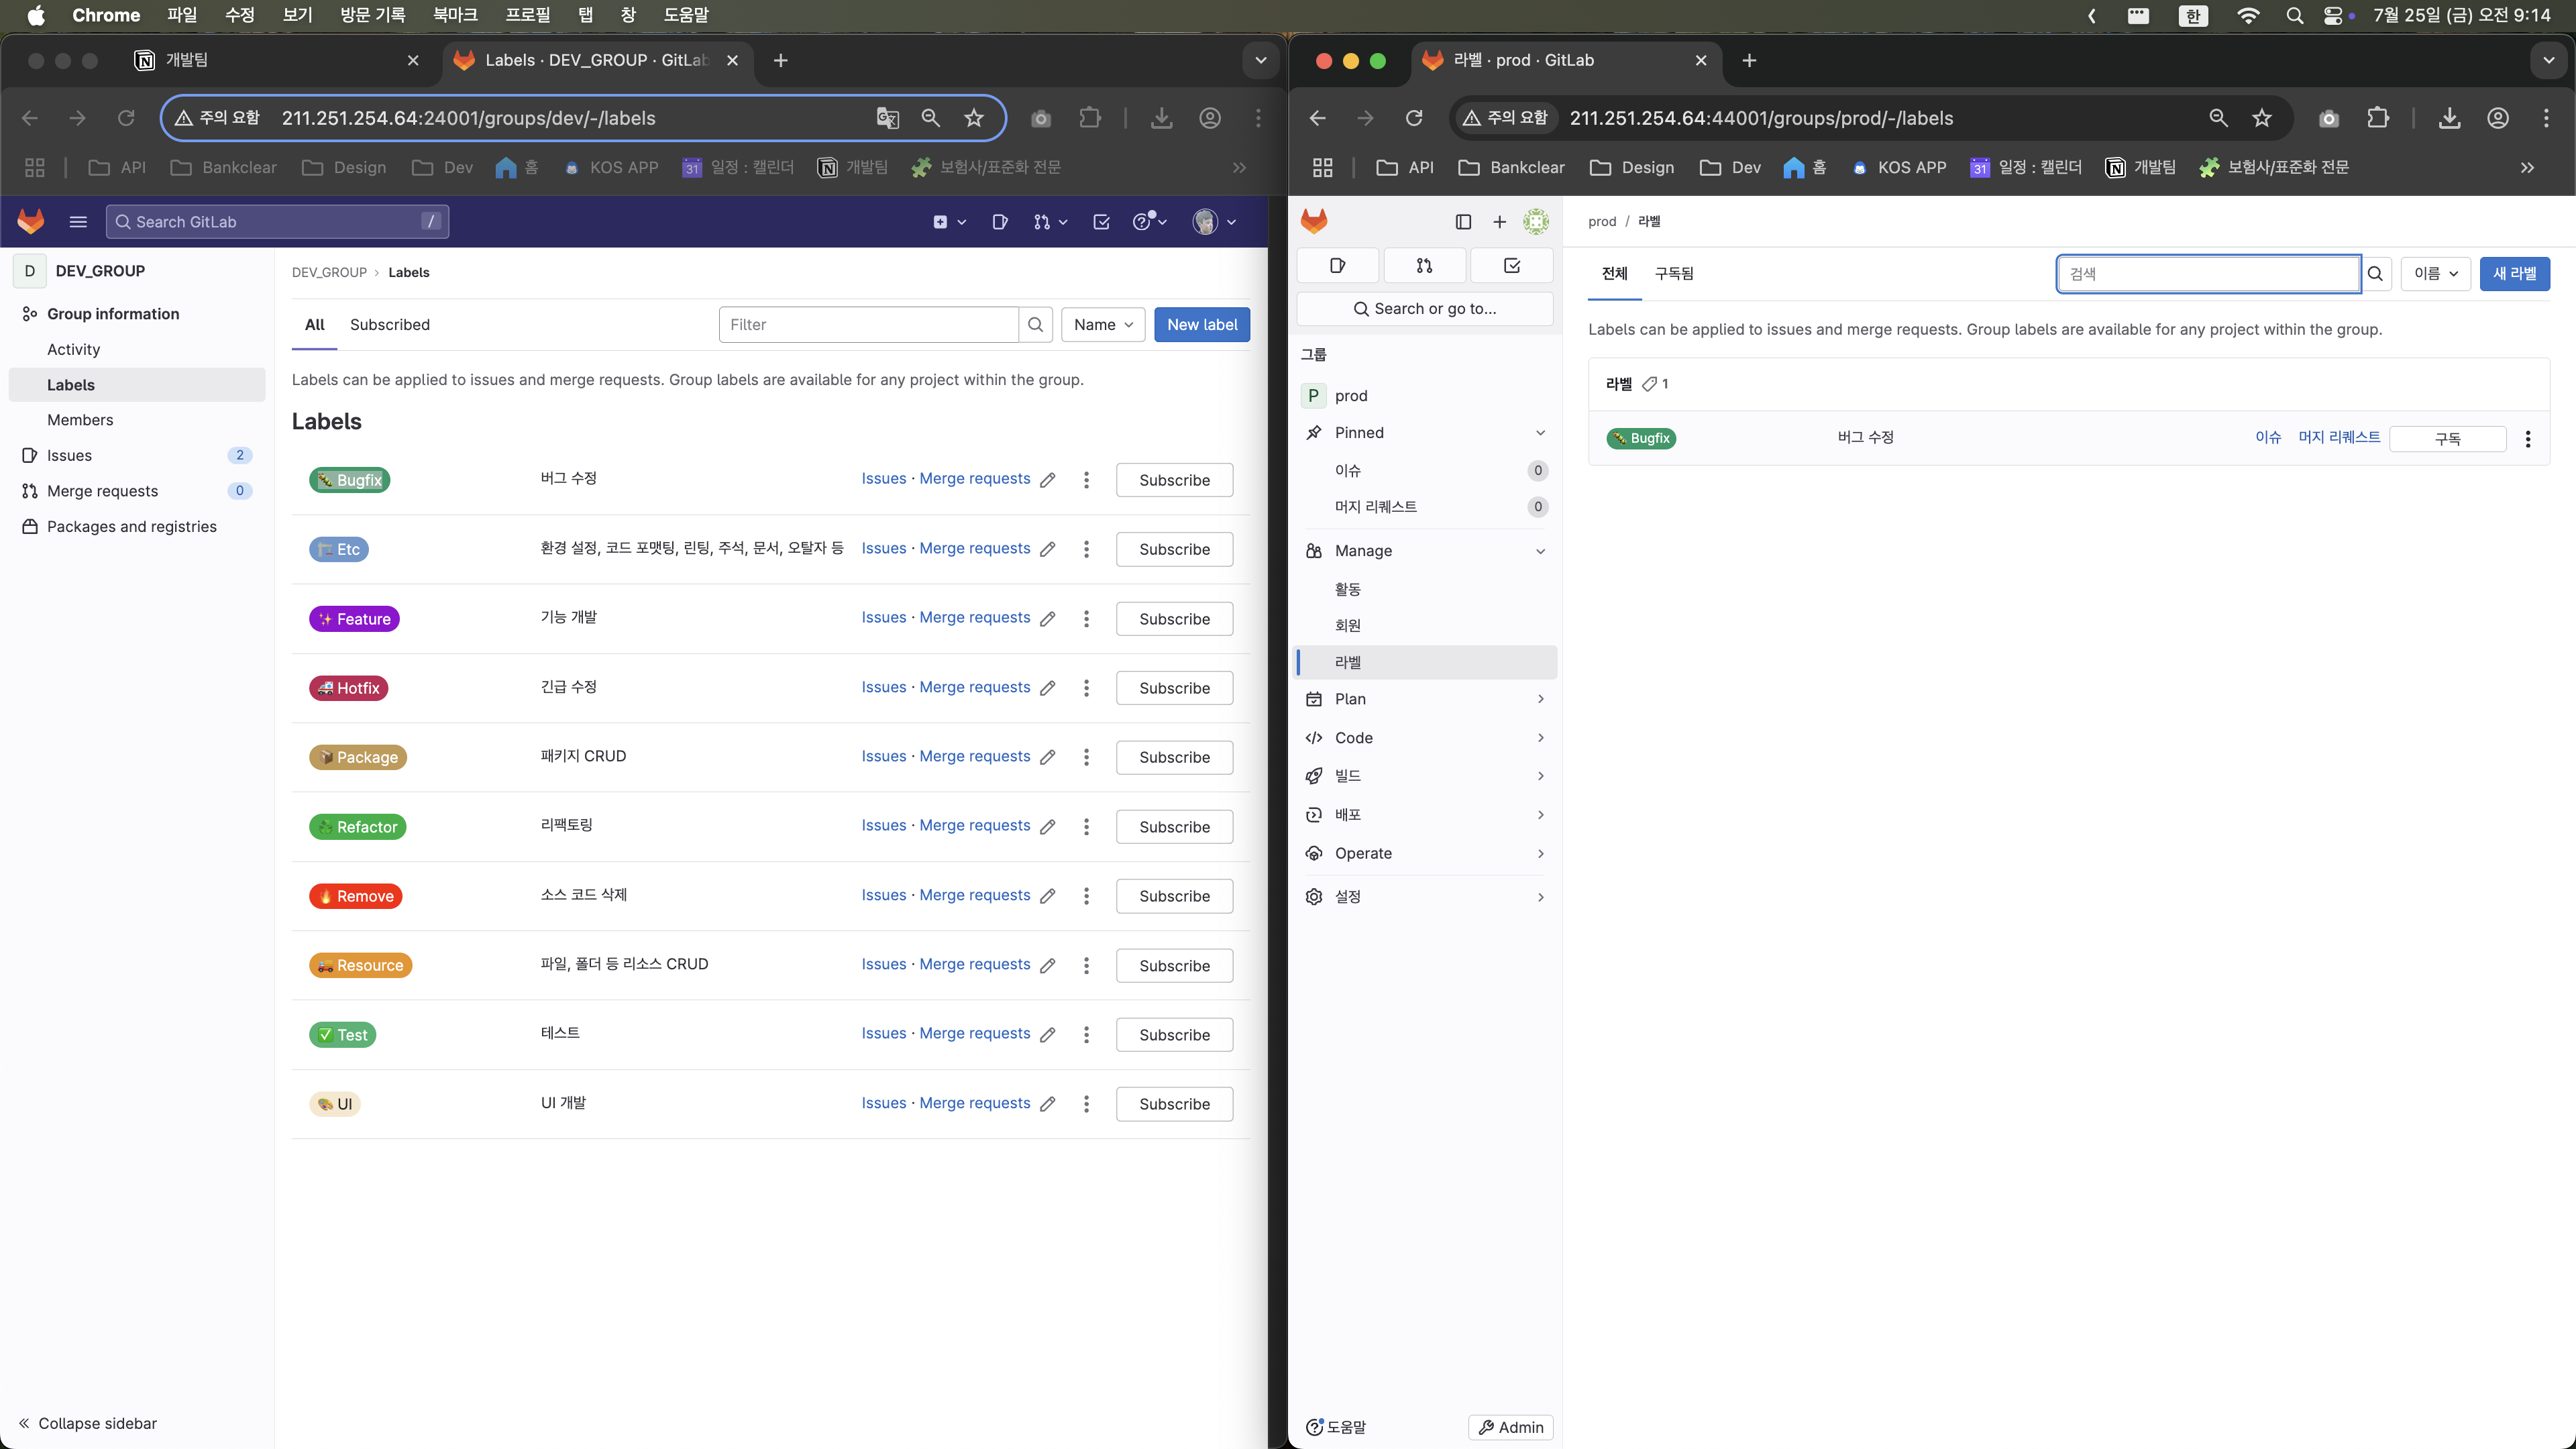 Chrome 파일 수정 보기 방문 기록 북마크 프로필 탭 창 도움말 한 7월 25일 (금) 오전 9:14
개발팀 Labels · DEV_GROUP · GitLab
주의 요함 211.251.254.64:24001/groups/dev/-/labels
API Bankclear Design Dev 홈 KOS APP 31 일정 : 캘린더 개발팀 보험사/표준화 전문
Search GitLab /
D DEV_GROUP
Group information
Activity
Labels
Members
Issues 2
Merge requests 0
Packages and registries
Collapse sidebar
DEV_GROUP › Labels
All Subscribed Filter Name New label
Labels can be applied to issues and merge requests. Group labels are available for any project within the group.
Labels
🐛 Bugfix 버그 수정 Issues · Merge requests Subscribe
🏗️ Etc 환경 설정, 코드 포맷팅, 린팅, 주석, 문서, 오탈자 등 Issues · Merge requests Subscribe
✨ Feature 기능 개발 Issues · Merge requests Subscribe
🚑 Hotfix 긴급 수정 Issues · Merge requests Subscribe
📦 Package 패키지 CRUD Issues · Merge requests Subscribe
♻️ Refactor 리팩토링 Issues · Merge requests Subscribe
🔥 Remove 소스 코드 삭제 Issues · Merge requests Subscribe
🚚 Resource 파일, 폴더 등 리소스 CRUD Issues · Merge requests Subscribe
✅ Test 테스트 Issues · Merge requests Subscribe
🎨 UI UI 개발 Issues · Merge requests Subscribe
라벨 · prod · GitLab
주의 요함 211.251.254.64:44001/groups/prod/-/labels
API Bankclear Design Dev 홈 KOS APP 31 일정 : 캘린더 개발팀 보험사/표준화 전문
Search or go to...
그룹
P prod
Pinned
이슈 0
머지 리퀘스트 0
Manage
활동
회원
라벨
Plan
Code
빌드
배포
Operate
설정
도움말 Admin
prod / 라벨
전체 구독됨 검색 이름 새 라벨
Labels can be applied to issues and merge requests. Group labels are available for any project within the group.
라벨 1
🐛 Bugfix 버그 수정 이슈 머지 리퀘스트 구독